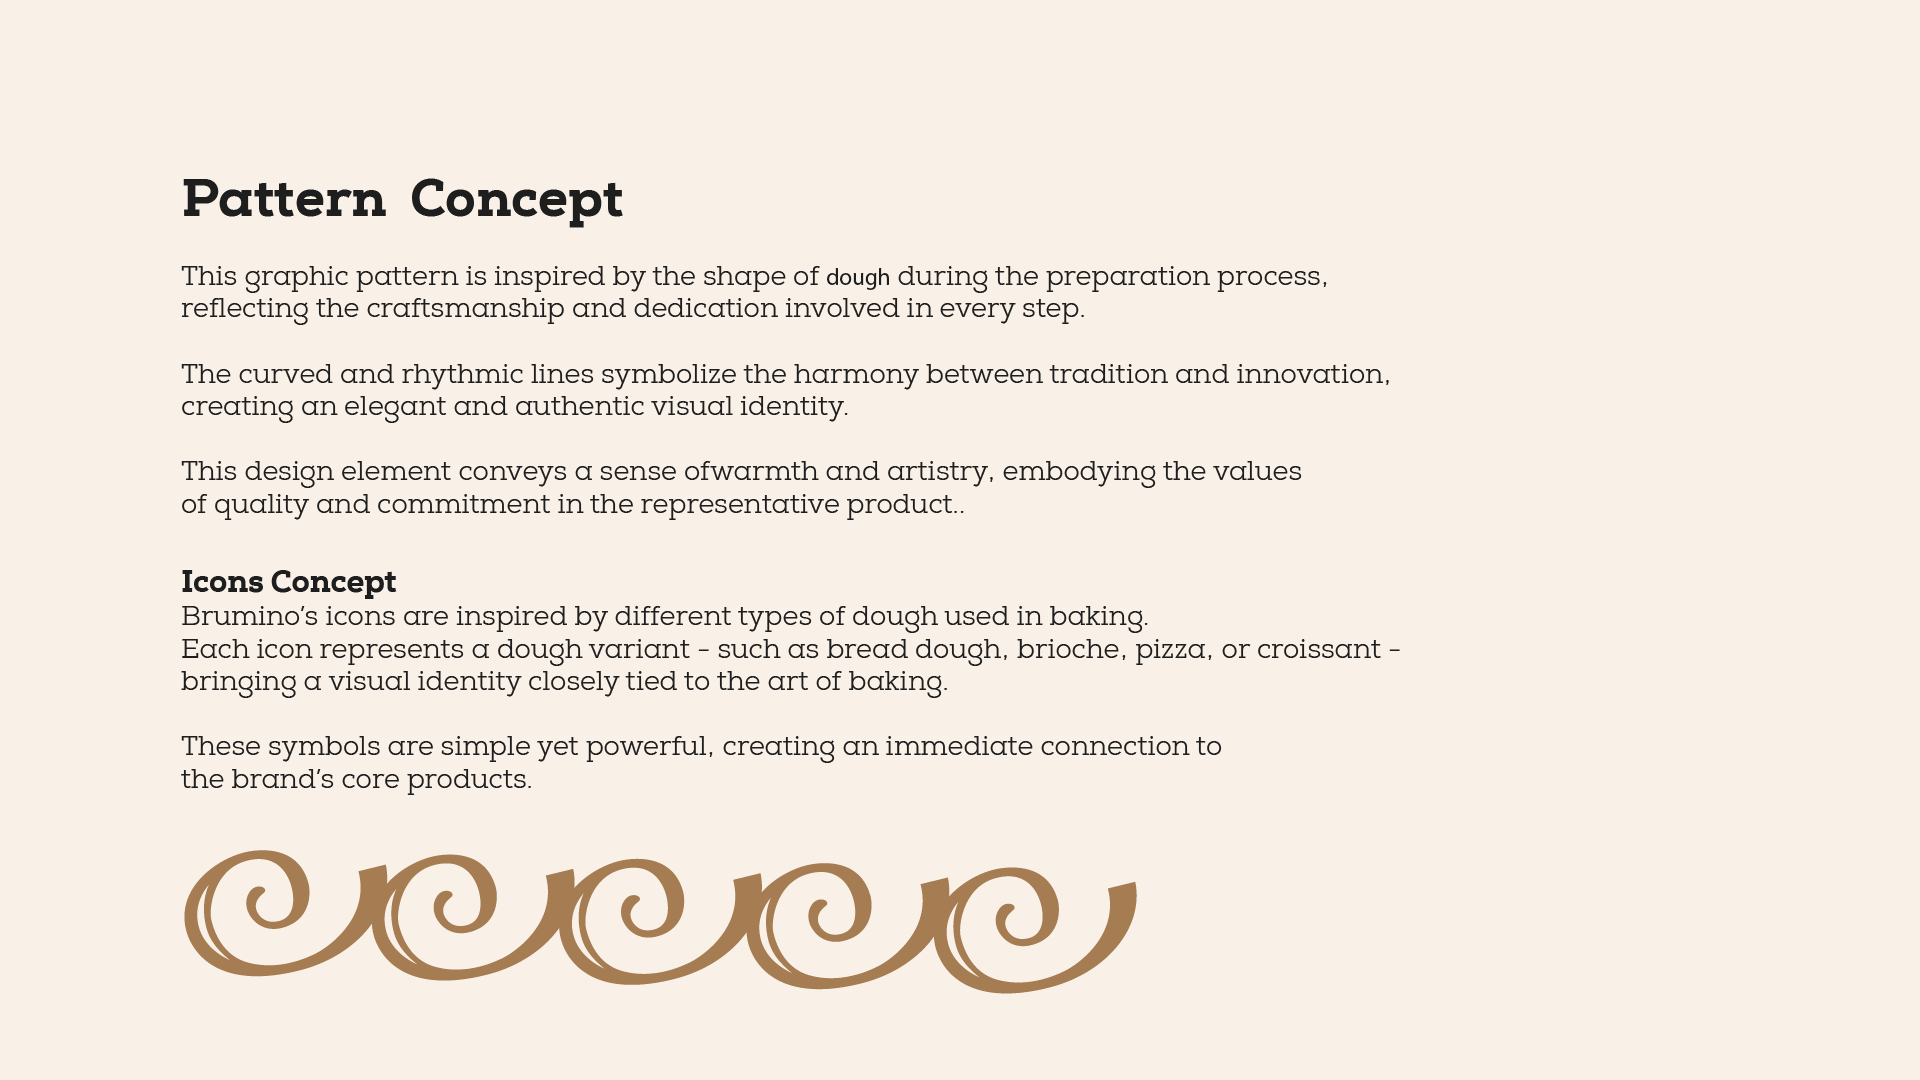 Pattern Concept
This graphic pattern is inspired by the shape of dough during the preparation process,
reflecting the craftsmanship and dedication involved in every step.
The curved and rhythmic lines symbolize the harmony between tradition and innovation,
creating an elegant and authentic visual identity.
This design element conveys a sense ofwarmth and artistry, embodying the values
of quality and commitment in the representative product..
Icons Concept
Brumino’s icons are inspired by different types of dough used in baking.
Each icon represents a dough variant - such as bread dough, brioche, pizza, or croissant -
bringing a visual identity closely tied to the art of baking.
These symbols are simple yet powerful, creating an immediate connection to
the brand’s core products.